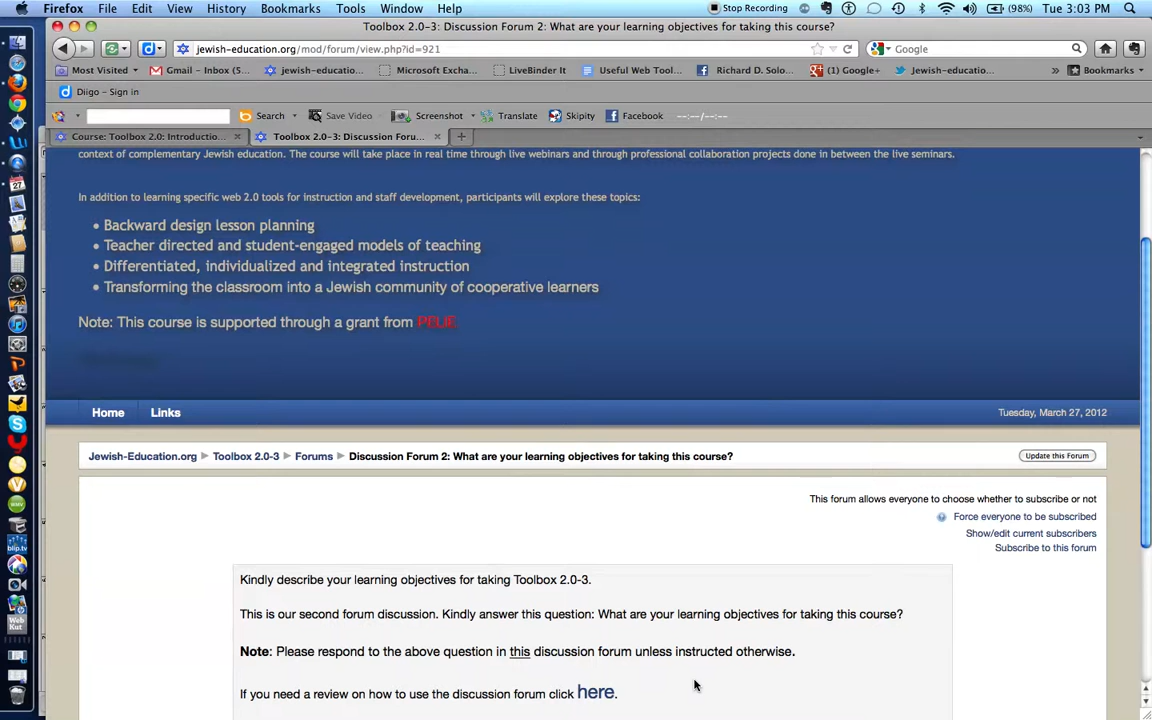 Firefox File Edit View History Bookmarks Tools Window Help Stop Recording (98%) Tue 3:03 PM
Toolbox 2.0-3: Discussion Forum 2: What are your learning objectives for taking this course?
jewish-education.org/mod/forum/view.php?id=921 Google
Most Visited Gmail – Inbox (5... jewish-educatio... Microsoft Excha... LiveBinder It Useful Web Tool... Richard D. Solo... (1) Google+ Jewish-educatio... » Bookmarks
Diigo – Sign in
Search Save Video Screenshot Translate Skipity Facebook --:--/--:--
Course: Toolbox 2.0: Introductio... Toolbox 2.0-3: Discussion Foru...
context of complementary Jewish education. The course will take place in real time through live webinars and through professional collaboration projects done in between the live seminars.
In addition to learning specific web 2.0 tools for instruction and staff development, participants will explore these topics:
• Backward design lesson planning
• Teacher directed and student-engaged models of teaching
• Differentiated, individualized and integrated instruction
• Transforming the classroom into a Jewish community of cooperative learners
Note: This course is supported through a grant from PELIE.
Home Links Tuesday, March 27, 2012
Jewish-Education.org ► Toolbox 2.0-3 ► Forums ► Discussion Forum 2: What are your learning objectives for taking this course? Update this Forum
This forum allows everyone to choose whether to subscribe or not
Force everyone to be subscribed
Show/edit current subscribers
Subscribe to this forum
Kindly describe your learning objectives for taking Toolbox 2.0-3.
This is our second forum discussion. Kindly answer this question: What are your learning objectives for taking this course?
Note: Please respond to the above question in this discussion forum unless instructed otherwise.
If you need a review on how to use the discussion forum click here.